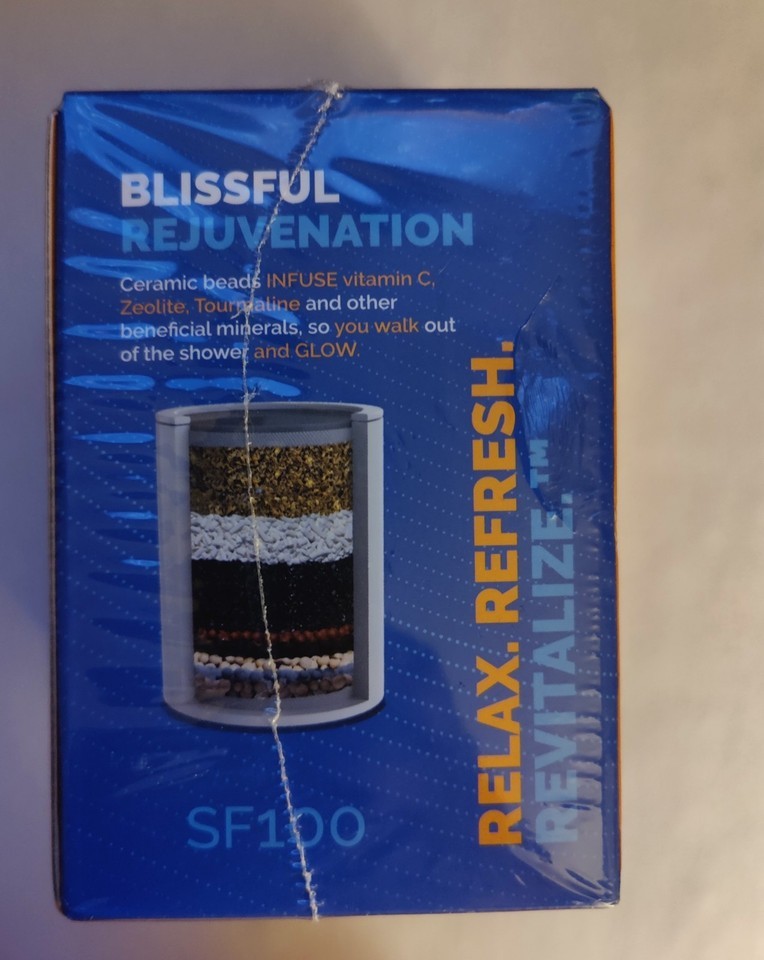 BLISSFUL
REJUVENATION
Ceramic beads INFUSE vitamin C,
Zeolite, Tourmaline and other
beneficial minerals, so you walk out
of the shower and GLOW.
RELAX. REFRESH.
REVITALIZE.™
SF100